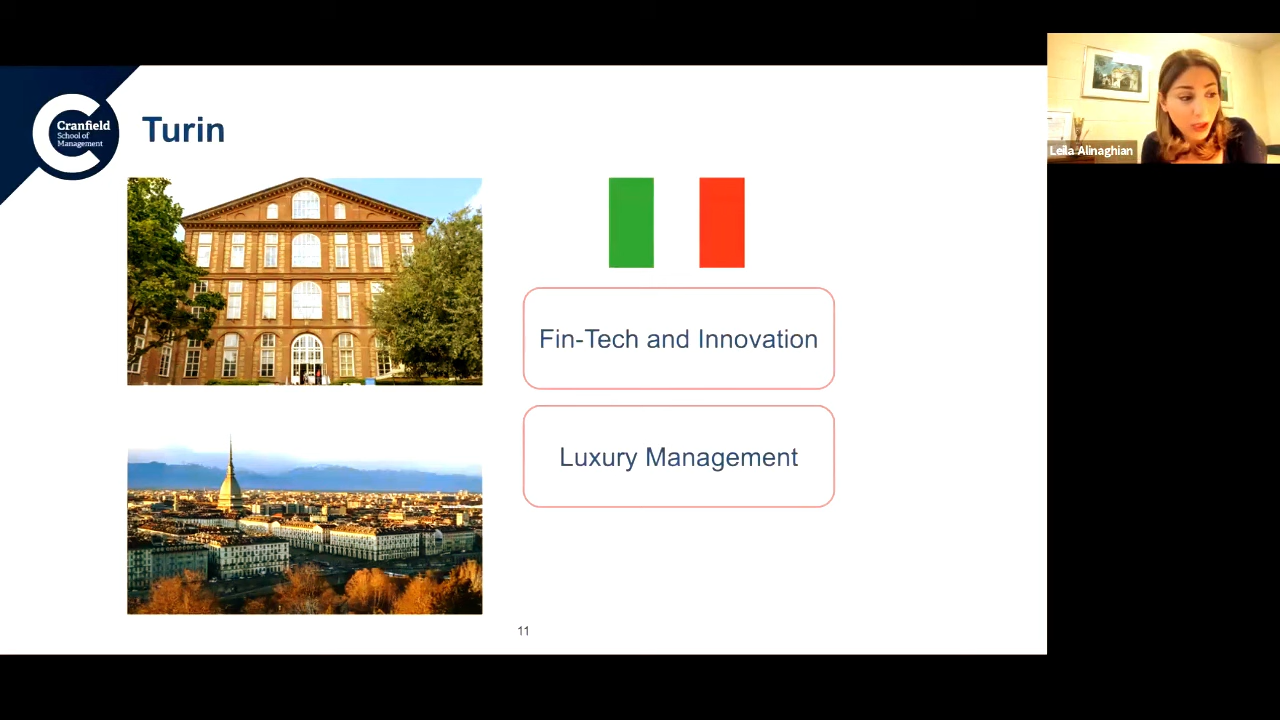 Cranfield
School of
Management
Turin
Leila Alinaghian
Fin-Tech and Innovation
Luxury Management
11